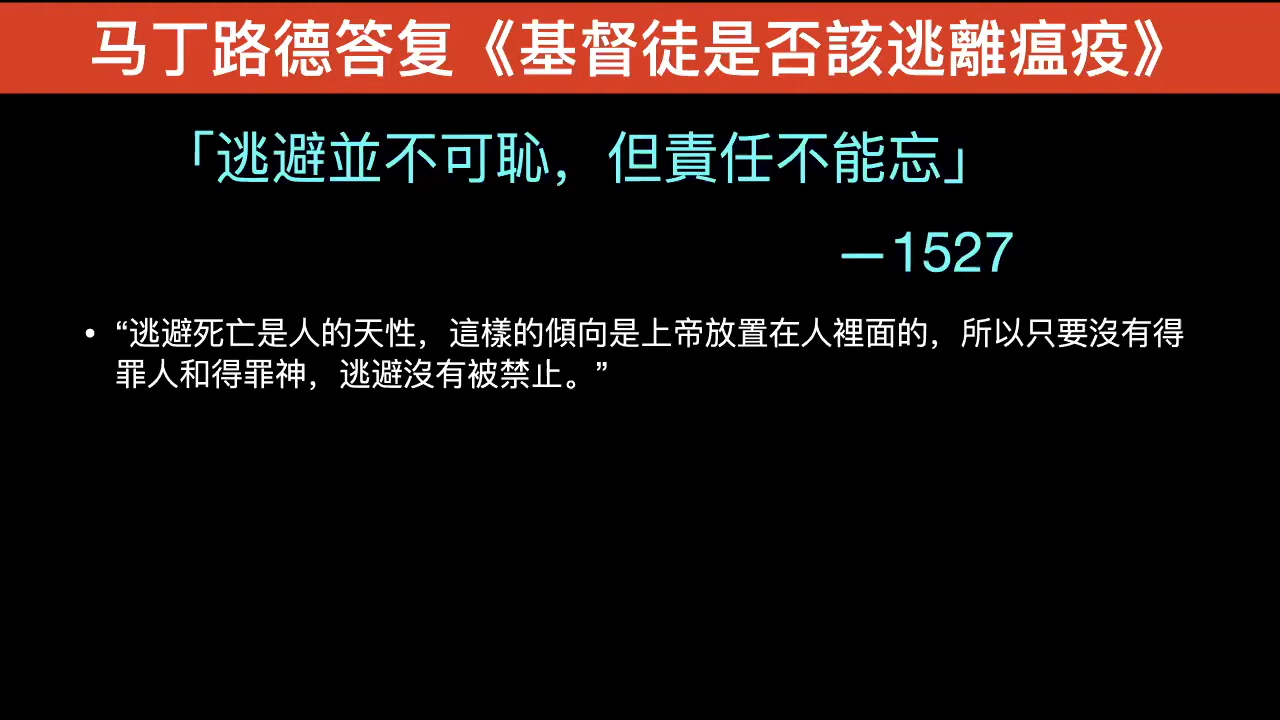 马丁路德答复《基督徒是否該逃離瘟疫》
「逃避並不可恥，但責任不能忘」
—1527
• “逃避死亡是人的天性，這樣的傾向是上帝放置在人裡面的，所以只要沒有得
罪人和得罪神，逃避沒有被禁止。”